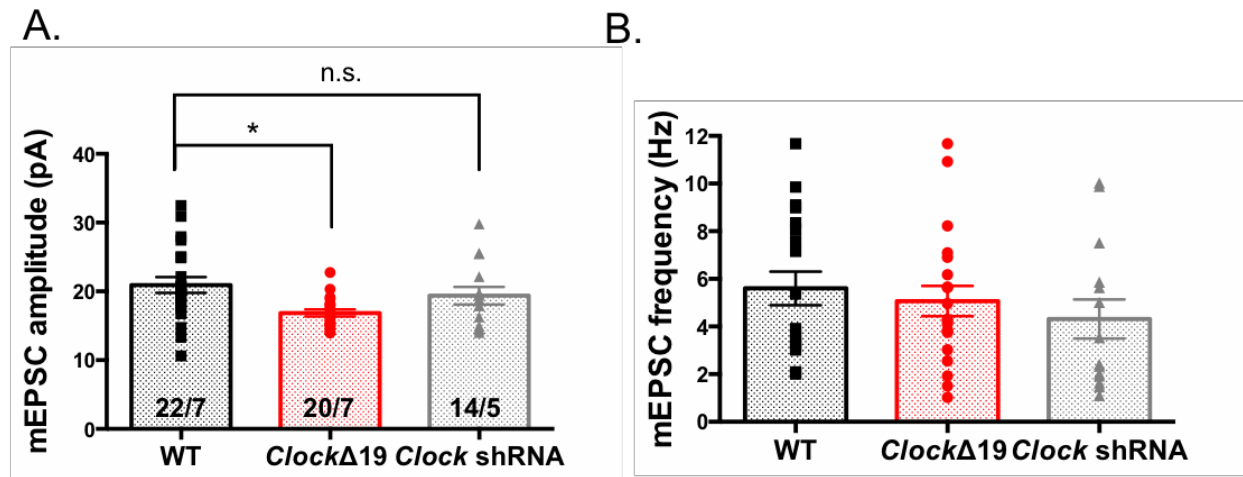 A.
B.
n.s.
*
mEPSC amplitude (pA)
40
30
20
10
0
22/7
20/7
14/5
WT
ClockΔ19
Clock shRNA
mEPSC frequency (Hz)
12
10
8
6
4
2
0
WT
ClockΔ19
Clock shRNA